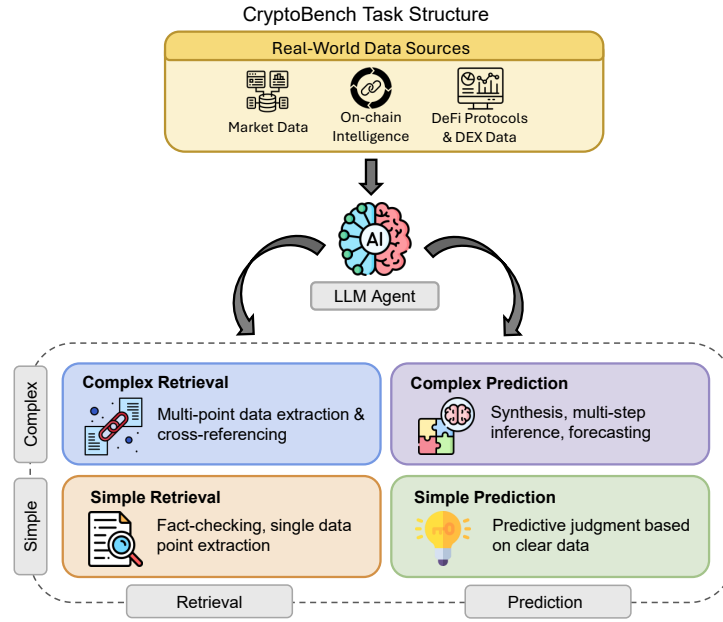 CryptoBench Task Structure
Real-World Data Sources
Market Data
On-chain
Intelligence
DeFi Protocols
& DEX Data
AI
LLM Agent
Complex
Complex Retrieval
Multi-point data extraction &
cross-referencing
Complex Prediction
Synthesis, multi-step
inference, forecasting
Simple
Simple Retrieval
Fact-checking, single data
point extraction
Simple Prediction
Predictive judgment based
on clear data
Retrieval
Prediction